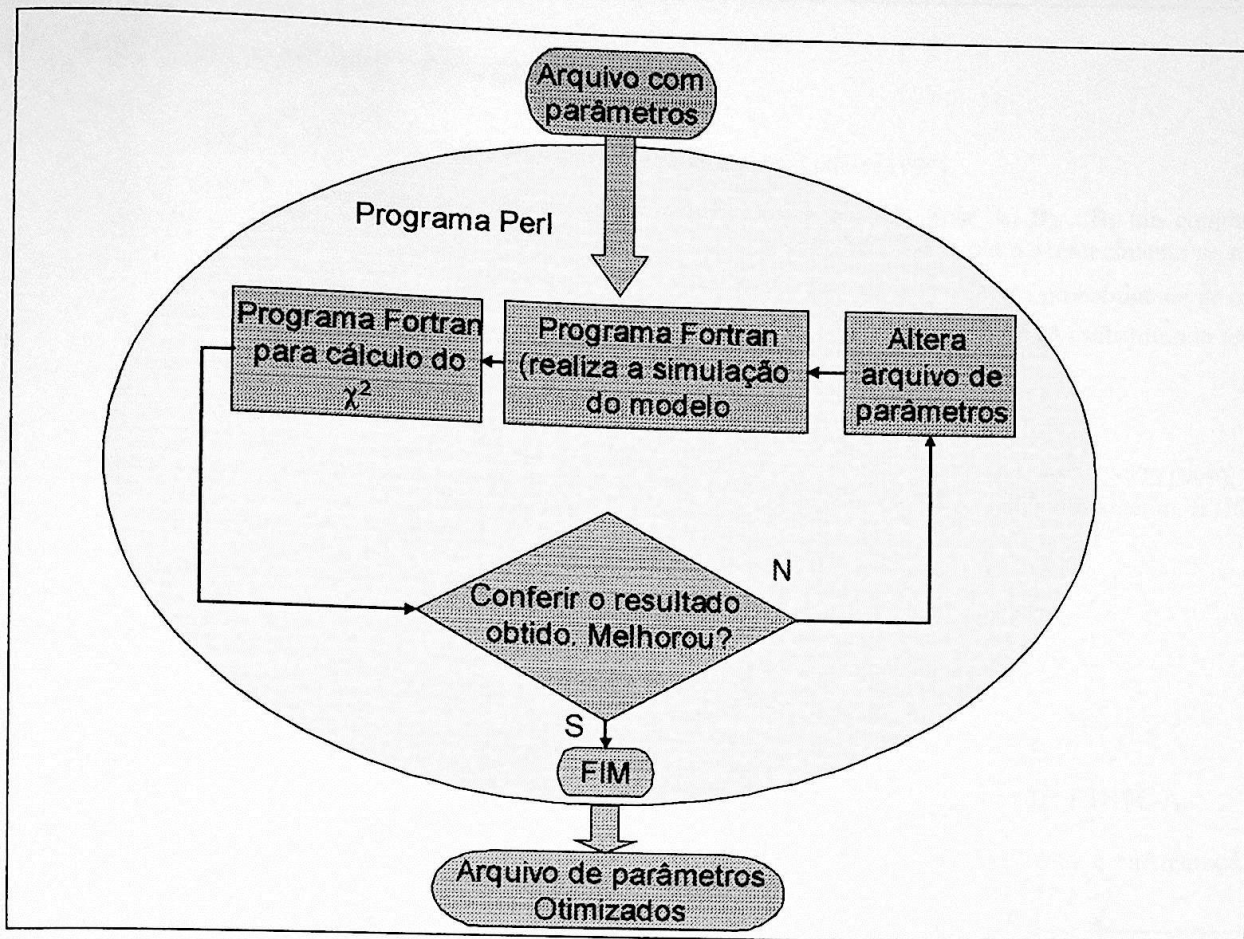 Arquivo com
parâmetros
Programa Perl
Programa Fortran
para cálculo do
χ²
Programa Fortran
(realiza a simulação
do modelo
Altera
arquivo de
parâmetros
Conferir o resultado
obtido. Melhorou?
N
S
FIM
Arquivo de parâmetros
Otimizados